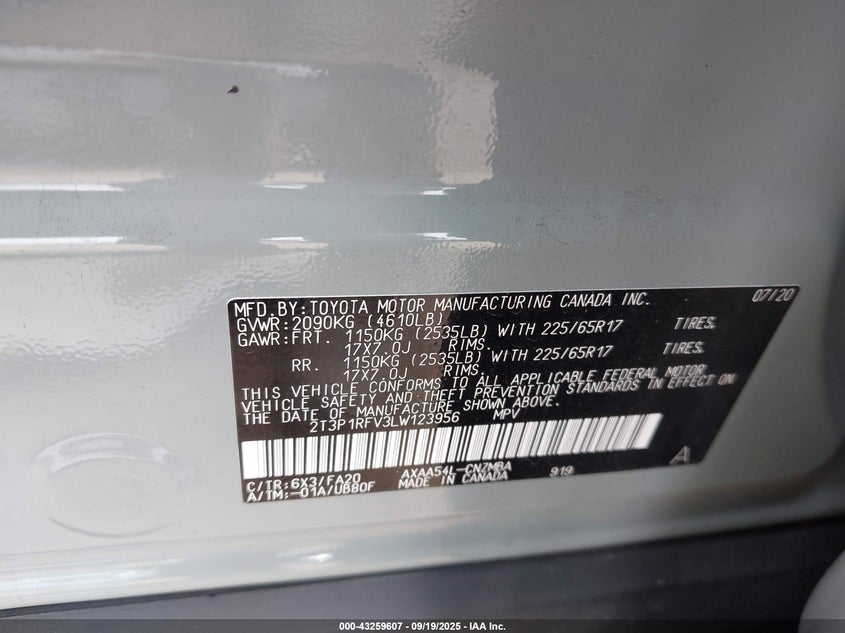 07/20
MFD. BY: TOYOTA MOTOR MANUFACTURING CANADA INC.
GVWR: 2090KG (4610LB)
GAWR: FRT. 1150KG (2535LB) WITH 225/65R17 TIRES,
17X7.0J RIMS.
RR. 1150KG (2535LB) WITH 225/65R17 TIRES,
17X7.0J RIMS.
THIS VEHICLE CONFORMS TO ALL APPLICABLE FEDERAL MOTOR
VEHICLE SAFETY AND THEFT PREVENTION STANDARDS IN EFFECT ON
THE DATE OF MANUFACTURE SHOWN ABOVE.
2T3P1RFV3LW123956 MPV
A
C/TR: 6X3/FA20 AXAA54L-CNZMBA 919
A/TM: -01A/UB80F MADE IN CANADA
000-43259607 - 09/19/2025 - IAA Inc.